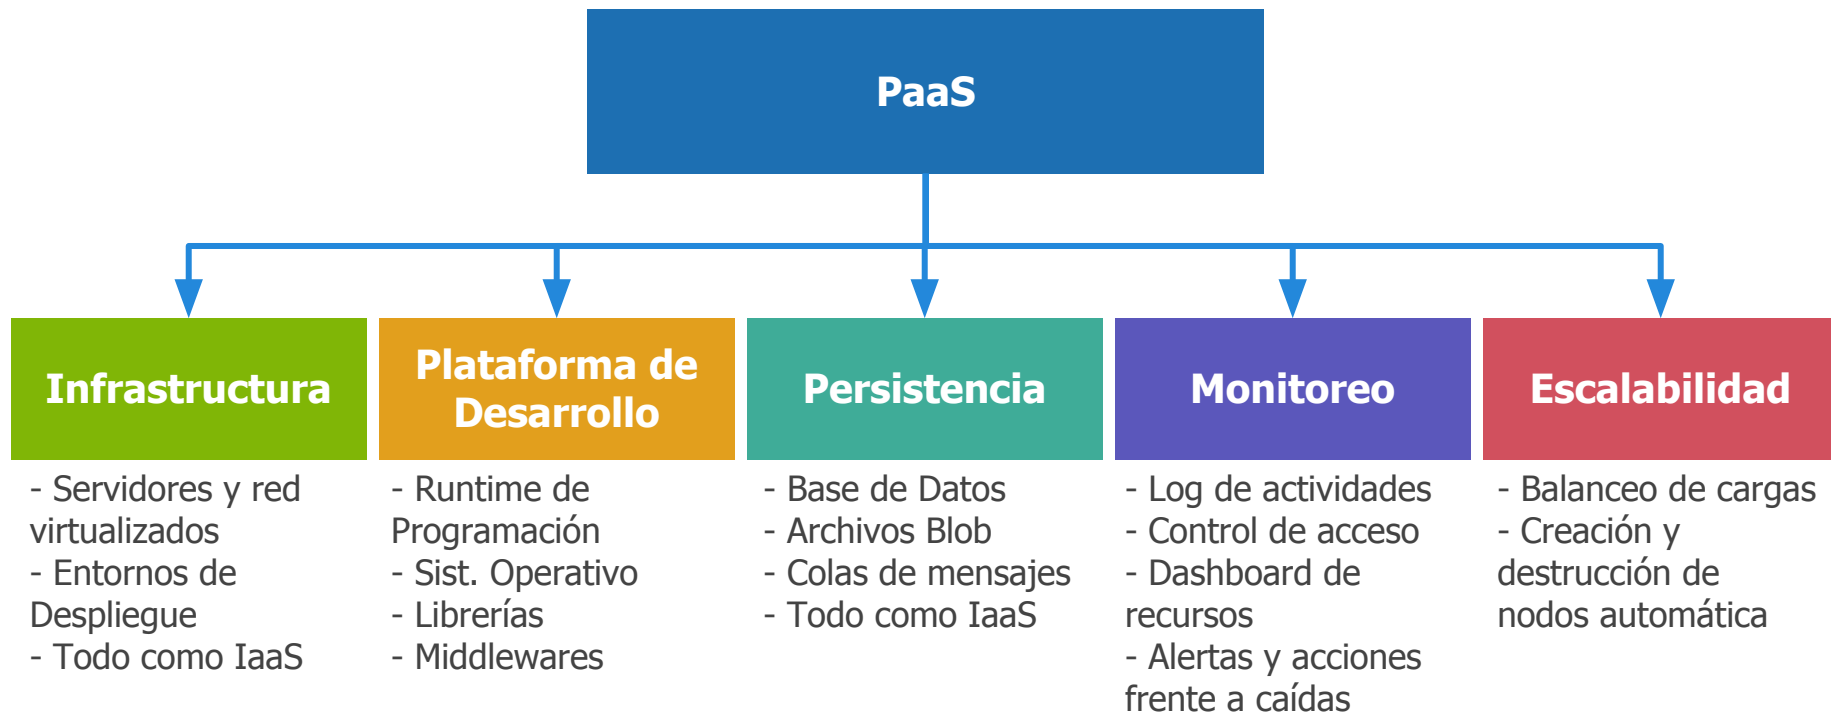 PaaS
Infrastructura
Plataforma de
Desarrollo
Persistencia
Monitoreo
Escalabilidad
- Servidores y red
virtualizados
- Entornos de
Despliegue
- Todo como IaaS
- Runtime de
Programación
- Sist. Operativo
- Librerías
- Middlewares
- Base de Datos
- Archivos Blob
- Colas de mensajes
- Todo como IaaS
- Log de actividades
- Control de acceso
- Dashboard de
recursos
- Alertas y acciones
frente a caídas
- Balanceo de cargas
- Creación y
destrucción de
nodos automática